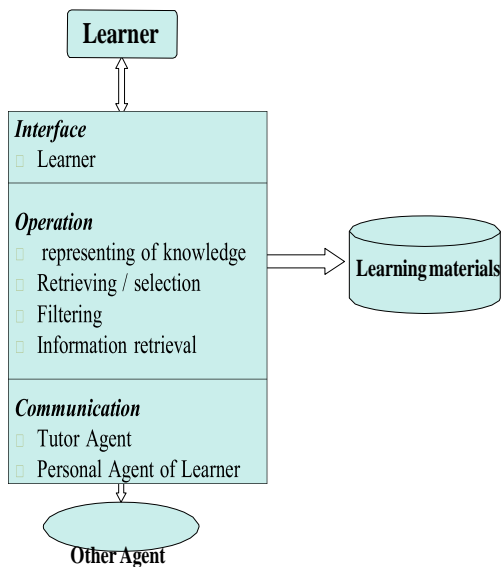 Learner
Interface
Learner
Operation
representing of knowledge
Retrieving / selection
Filtering
Information retrieval
Learning materials
Communication
Tutor Agent
Personal Agent of Learner
Other Agent